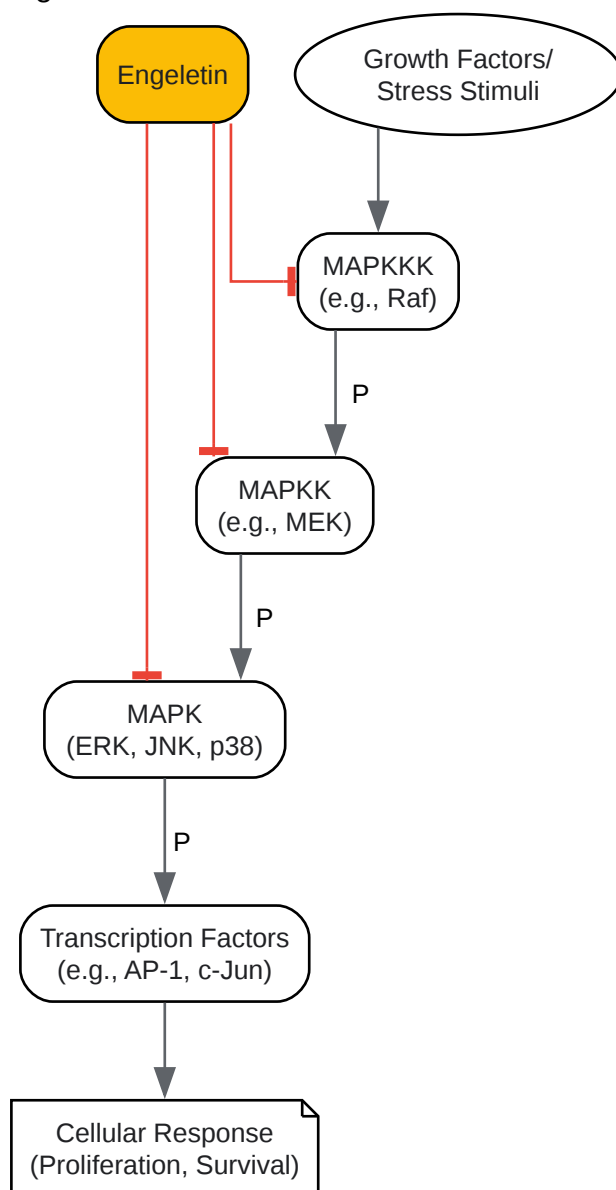 Engeletin
Growth Factors/
Stress Stimuli
MAPKKK
(e.g., Raf)
P
MAPKK
(e.g., MEK)
P
MAPK
(ERK, JNK, p38)
P
Transcription Factors
(e.g., AP-1, c-Jun)
Cellular Response
(Proliferation, Survival)